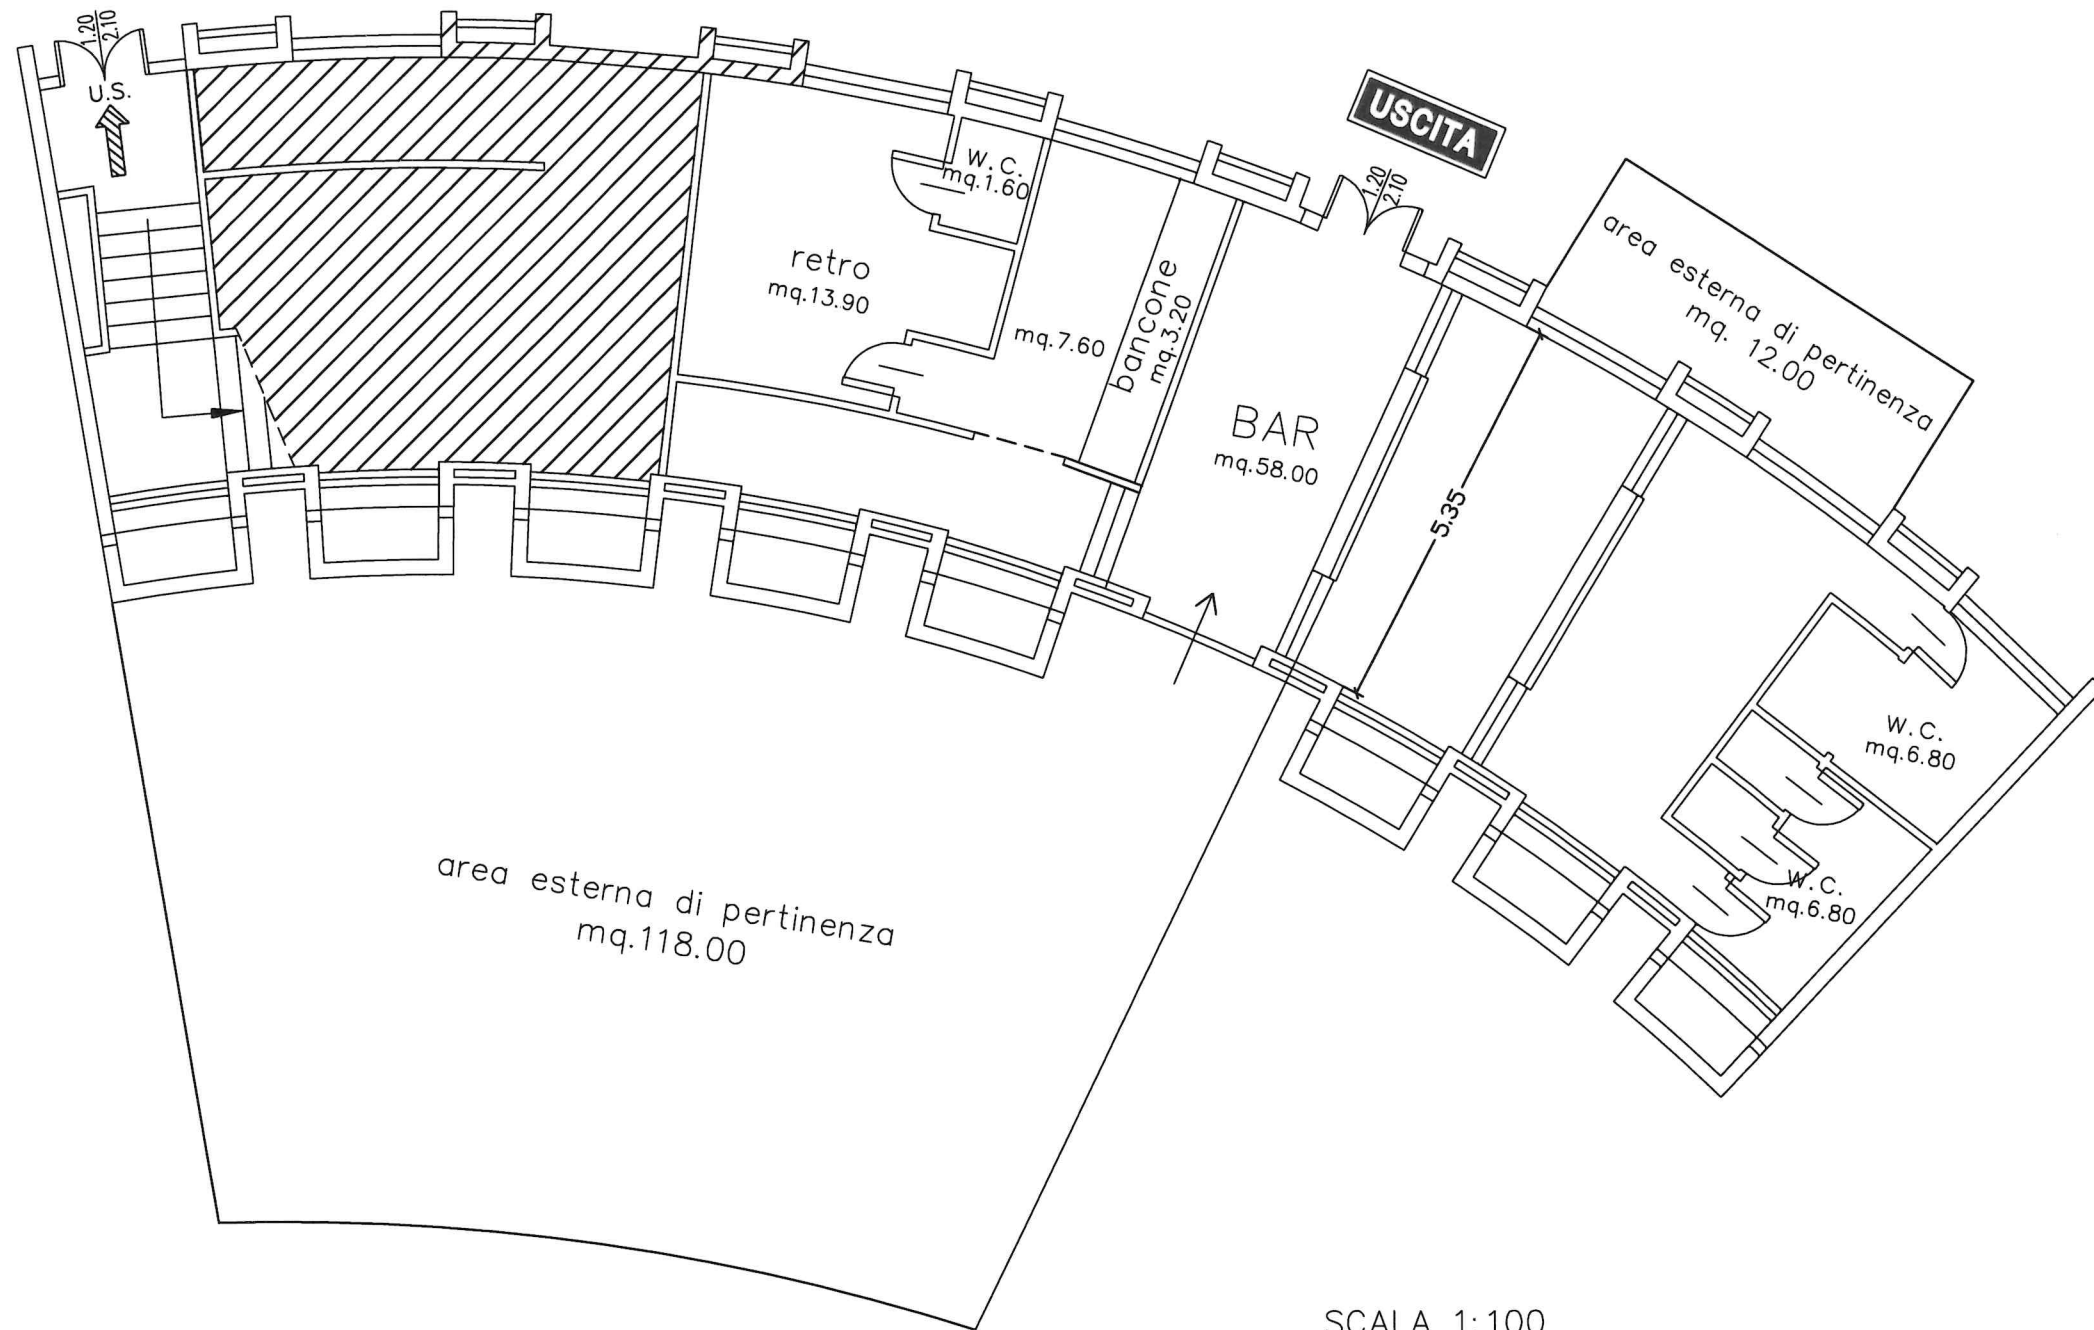 1.20
2.10
U.S.
USCITA
W.C.
mq.1.60
1.20
2.10
area esterna di pertinenza
mq. 12.00
retro
mq.13.90
mq.7.60
bancone
mq.3.20
BAR
mq.58.00
5.35
W.C.
mq.6.80
W.C.
mq.6.80
area esterna di pertinenza
mq.118.00
SCALA 1:100